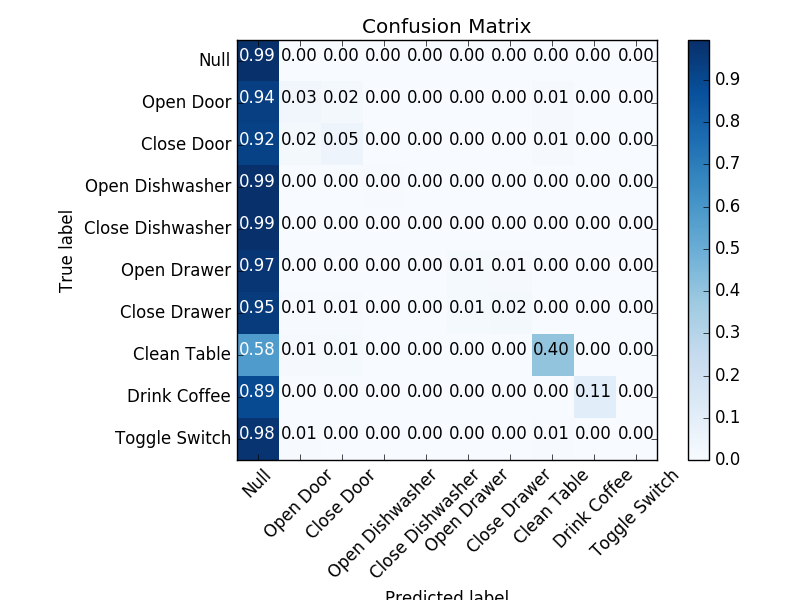 Confusion Matrix
True label
Null 0.99 0.00 0.00 0.00 0.00 0.00 0.00 0.00 0.00 0.00
Open Door 0.94 0.03 0.02 0.00 0.00 0.00 0.00 0.01 0.00 0.00
Close Door 0.92 0.02 0.05 0.00 0.00 0.00 0.00 0.01 0.00 0.00
Open Dishwasher 0.99 0.00 0.00 0.00 0.00 0.00 0.00 0.00 0.00 0.00
Close Dishwasher 0.99 0.00 0.00 0.00 0.00 0.00 0.00 0.00 0.00 0.00
Open Drawer 0.97 0.00 0.00 0.00 0.00 0.01 0.01 0.00 0.00 0.00
Close Drawer 0.95 0.01 0.01 0.00 0.00 0.01 0.02 0.00 0.00 0.00
Clean Table 0.58 0.01 0.01 0.00 0.00 0.00 0.00 0.40 0.00 0.00
Drink Coffee 0.89 0.00 0.00 0.00 0.00 0.00 0.00 0.00 0.11 0.00
Toggle Switch 0.98 0.01 0.00 0.00 0.00 0.00 0.00 0.01 0.00 0.00
Null
Open Door
Close Door
Open Dishwasher
Close Dishwasher
Open Drawer
Close Drawer
Clean Table
Drink Coffee
Toggle Switch
Predicted label
0.9
0.8
0.7
0.6
0.5
0.4
0.3
0.2
0.1
0.0